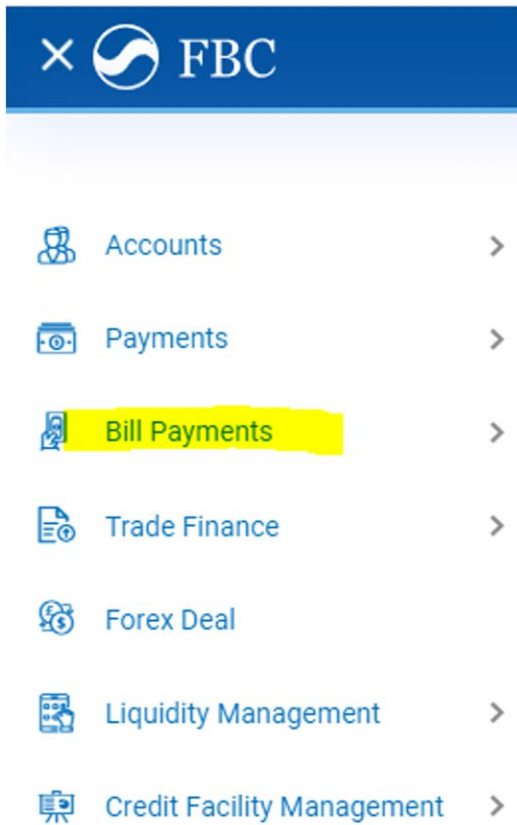 FBC
Accounts
Payments
Bill Payments
Trade Finance
Forex Deal
Liquidity Management
Credit Facility Management